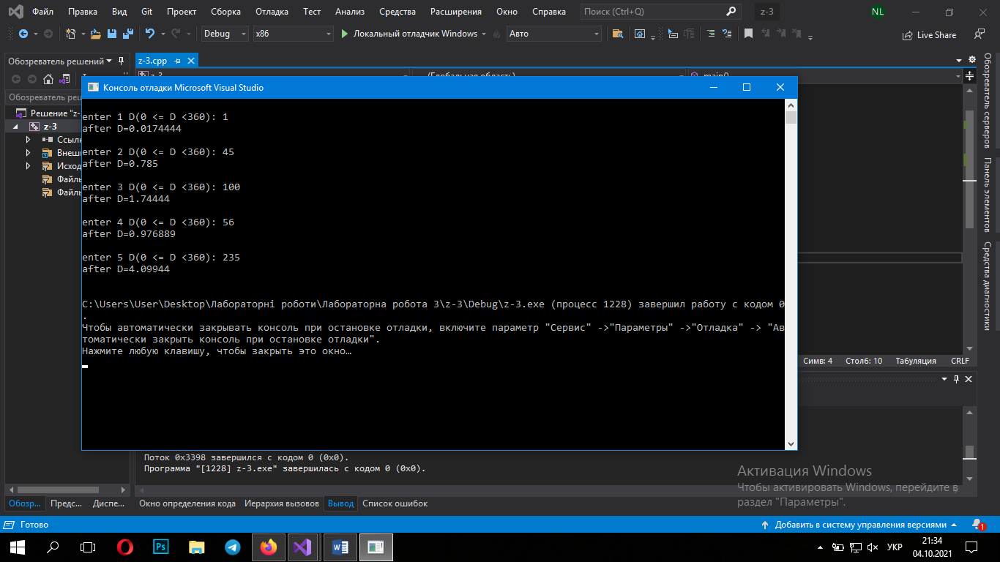 Файл Правка Вид Git Проект Сборка Отладка Тест Анализ Средства Расширения Окно Справка Поиск (Ctrl+Q) z-3 NL
Debug x86 Локальный отладчик Windows Авто Live Share
Обозреватель решений z-3.cpp
z-3 (Глобальная область) main()
Консоль отладки Microsoft Visual Studio
Обозреватель реш
Решение "z-
z-3
Ссылк
Внеш
Исход
Файлы
Файлы
enter 1 D(0 <= D <360): 1
after D=0.0174444
enter 2 D(0 <= D <360): 45
after D=0.785
enter 3 D(0 <= D <360): 100
after D=1.74444
enter 4 D(0 <= D <360): 56
after D=0.976889
enter 5 D(0 <= D <360): 235
after D=4.09944
C:\Users\User\Desktop\Лабораторні роботи\Лабораторна робота 3\z-3\Debug\z-3.exe (процесс 1228) завершил работу с кодом 0
.
Чтобы автоматически закрывать консоль при остановке отладки, включите параметр "Сервис" ->"Параметры" ->"Отладка" -> "Ав
томатически закрыть консоль при остановке отладки".
Нажмите любую клавишу, чтобы закрыть это окно…
Обозреватель серверов
Панель элементов
Средства диагностики
Симв: 4 Столб: 10 Табуляция CRLF
Поток 0x3398 завершился с кодом 0 (0x0).
Программа "[1228] z-3.exe" завершилась с кодом 0 (0x0).
Активация Windows
Чтобы активировать Windows, перейдите в
раздел "Параметры".
Обозр... Предс... Диспе... Окно определения кода Иерархия вызовов Вывод Список ошибок
Готово Добавить в систему управления версиями 1
Ps W УКР 21:34
04.10.2021